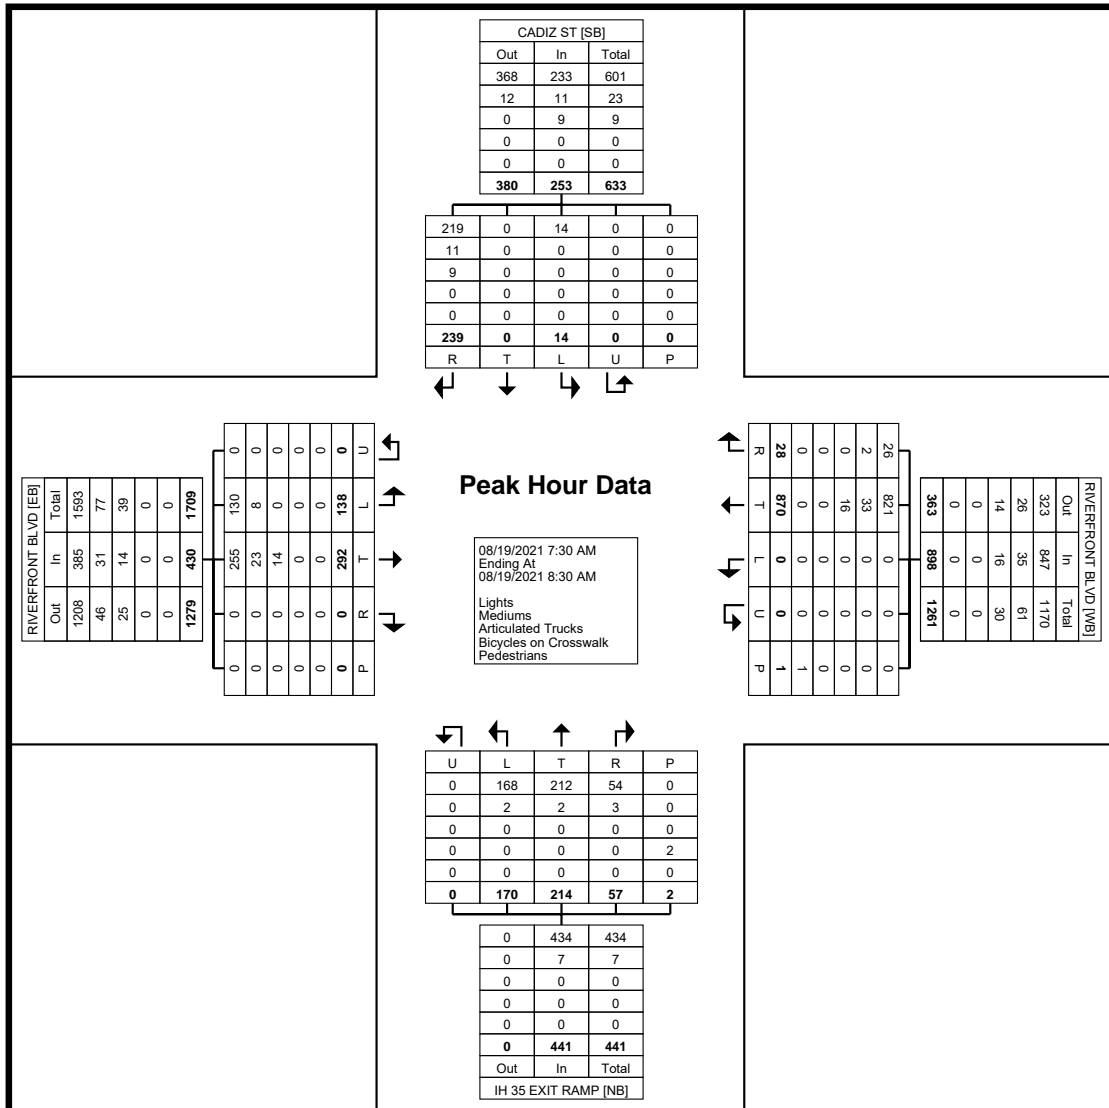 CADIZ ST [SB]
Out In Total
368 233 601
12 11 23
0 9 9
0 0 0
0 0 0
380 253 633
219 0 14 0 0
11 0 0 0 0
9 0 0 0 0
0 0 0 0 0
0 0 0 0 0
239 0 14 0 0
R T L U P
RIVERFRONT BLVD [EB]
Total In Out
1593 385 1208
77 31 46
39 14 25
0 0 0
0 0 0
1709 430 1279
0 130 255 0 0
0 8 23 0 0
0 0 14 0 0
0 0 0 0 0
0 0 0 0 0
0 138 292 0 0
U L T R P
Peak Hour Data
08/19/2021 7:30 AM
Ending At
08/19/2021 8:30 AM
Lights
Mediums
Articulated Trucks
Bicycles on Crosswalk
Pedestrians
RIVERFRONT BLVD [WB]
Out In Total
323 847 1170
26 35 61
14 16 30
0 0 0
0 0 0
363 898 1261
26 821 0 0 0
2 33 0 0 0
0 16 0 0 0
0 0 0 0 0
0 0 0 0 1
28 870 0 0 1
R T L U P
U L T R P
0 168 212 54 0
0 2 2 3 0
0 0 0 0 0
0 0 0 0 2
0 0 0 0 0
0 170 214 57 2
0 434 434
0 7 7
0 0 0
0 0 0
0 0 0
0 441 441
Out In Total
IH 35 EXIT RAMP [NB]